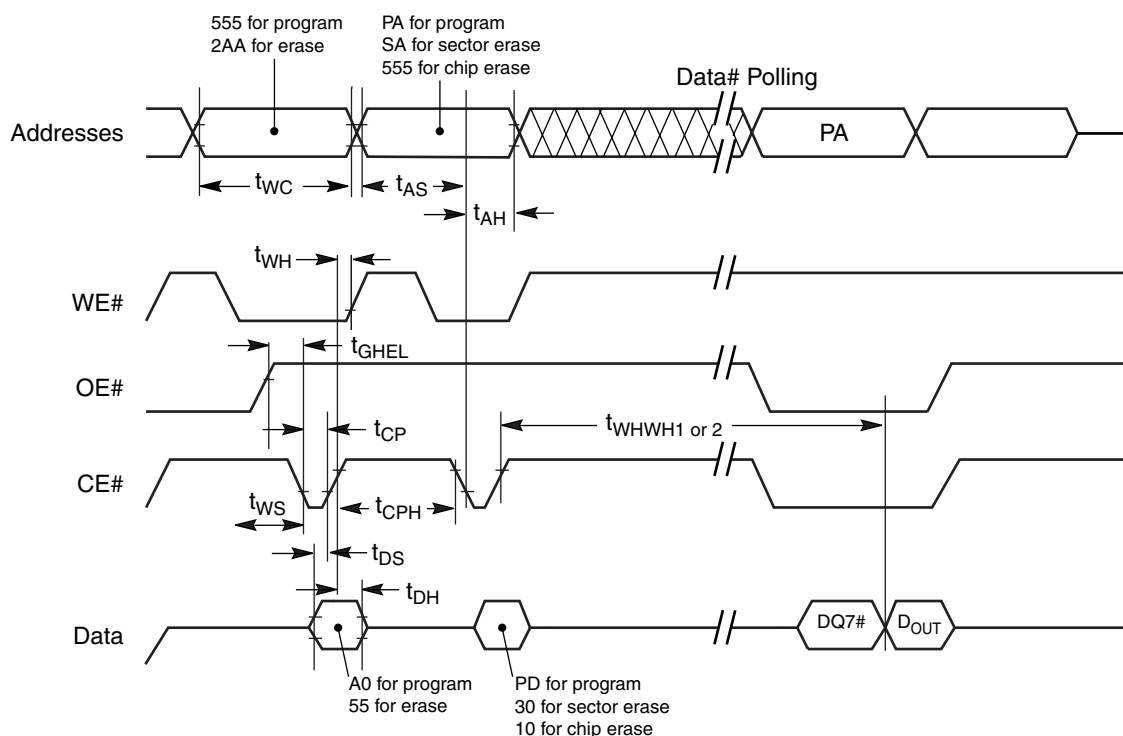 555 for program
2AA for erase
PA for program
SA for sector erase
555 for chip erase
Data# Polling
Addresses
PA
tWC
tAS
tAH
tWH
WE#
tGHEL
OE#
tWHWH1 or 2
tCP
CE#
tWS
tCPH
tDS
tDH
Data
DQ7#
DOUT
A0 for program
55 for erase
PD for program
30 for sector erase
10 for chip erase